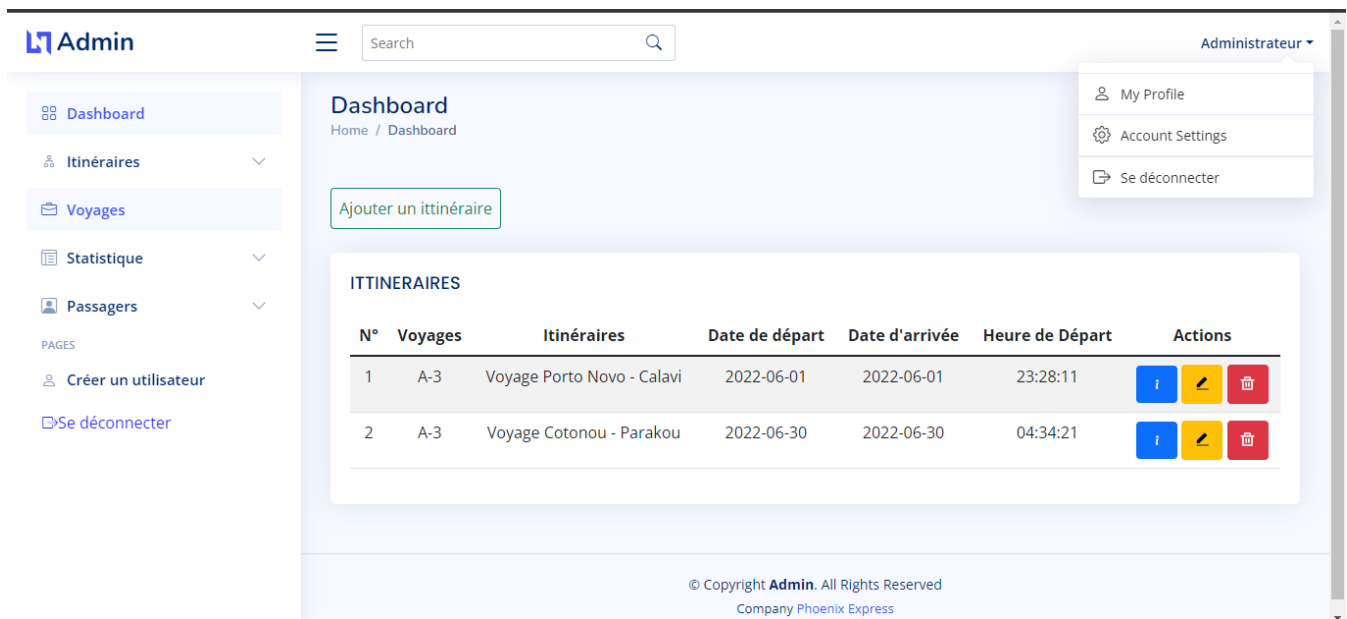 Admin
Search
Administrateur
My Profile
Account Settings
Se déconnecter
Dashboard
Itinéraires
Voyages
Statistique
Passagers
PAGES
Créer un utilisateur
Se déconnecter
Dashboard
Home / Dashboard
Ajouter un ittinéraire
ITTINERAIRES
N° Voyages Itinéraires Date de départ Date d'arrivée Heure de Départ Actions
1 A-3 Voyage Porto Novo - Calavi 2022-06-01 2022-06-01 23:28:11 i
2 A-3 Voyage Cotonou - Parakou 2022-06-30 2022-06-30 04:34:21 i
© Copyright Admin. All Rights Reserved
Company Phoenix Express